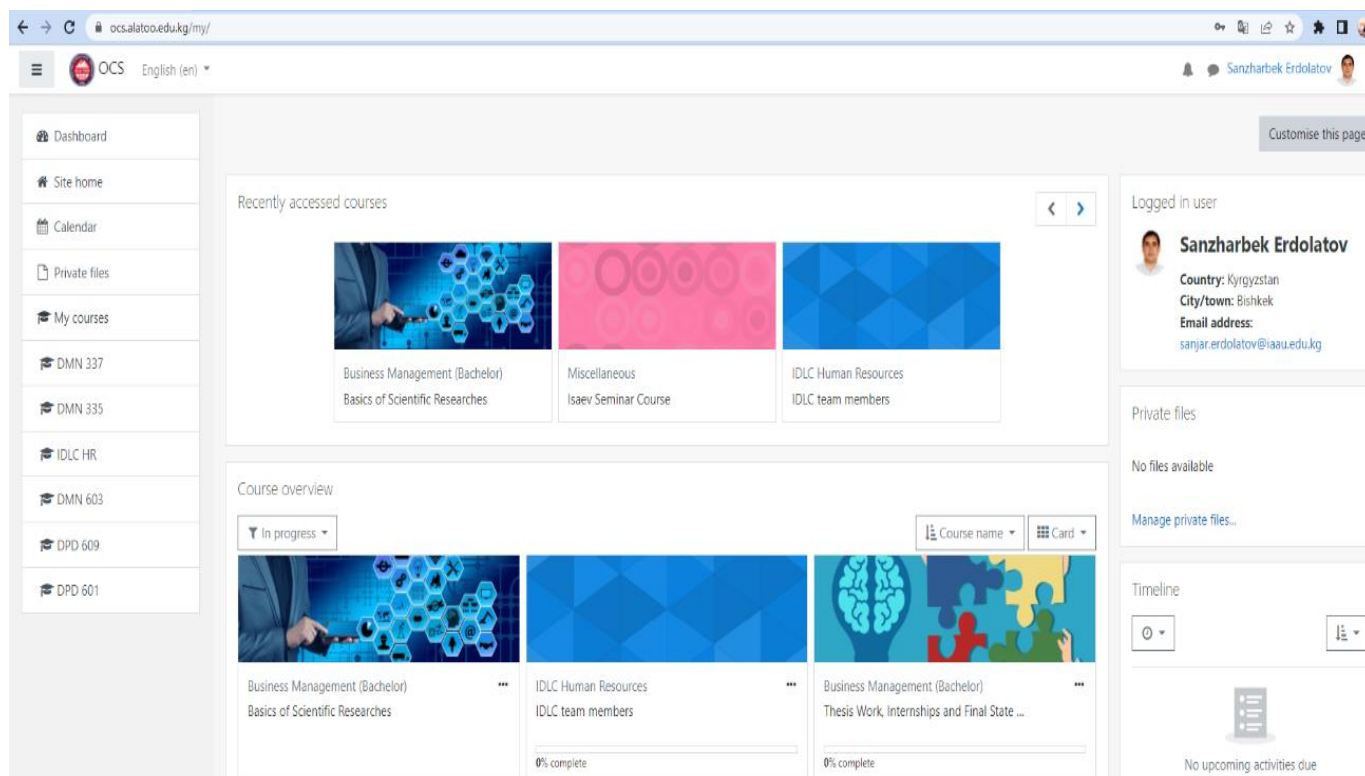 ocs.alatoo.edu.kg/my/
OCS English (en)
Sanzharbek Erdolatov
Dashboard
Site home
Calendar
Private files
My courses
DMN 337
DMN 335
IDLC HR
DMN 603
DPD 609
DPD 601
Customise this page
Recently accessed courses
Business Management (Bachelor)
Basics of Scientific Researches
Miscellaneous
Isaev Seminar Course
IDLC Human Resources
IDLC team members
Course overview
In progress
Course name
Card
Business Management (Bachelor)
Basics of Scientific Researches
IDLC Human Resources
IDLC team members
0% complete
Business Management (Bachelor)
Thesis Work, Internships and Final State ...
0% complete
Logged in user
Sanzharbek Erdolatov
Country: Kyrgyzstan
City/town: Bishkek
Email address:
sanjar.erdolatov@iaau.edu.kg
Private files
No files available
Manage private files...
Timeline
No upcoming activities due